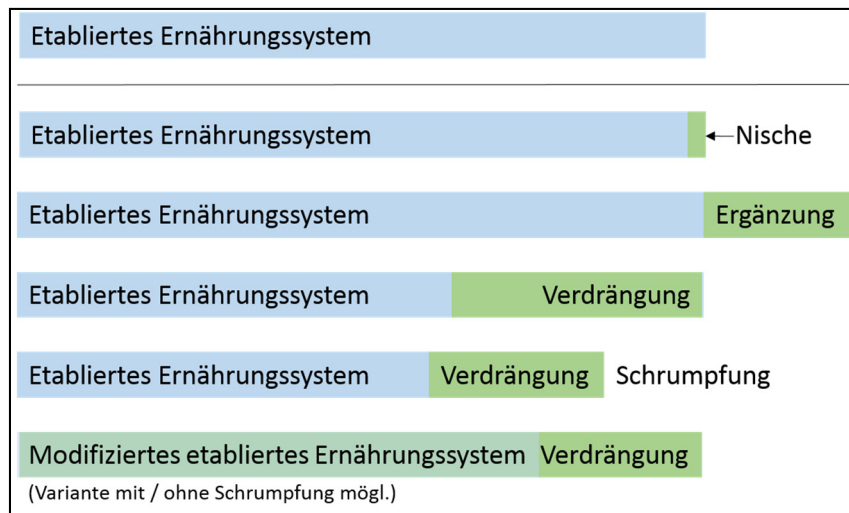 Etabliertes Ernährungssystem
Etabliertes Ernährungssystem Nische
Etabliertes Ernährungssystem Ergänzung
Etabliertes Ernährungssystem Verdrängung
Etabliertes Ernährungssystem Verdrängung Schrumpfung
Modifiziertes etabliertes Ernährungssystem Verdrängung
(Variante mit / ohne Schrumpfung mögl.)